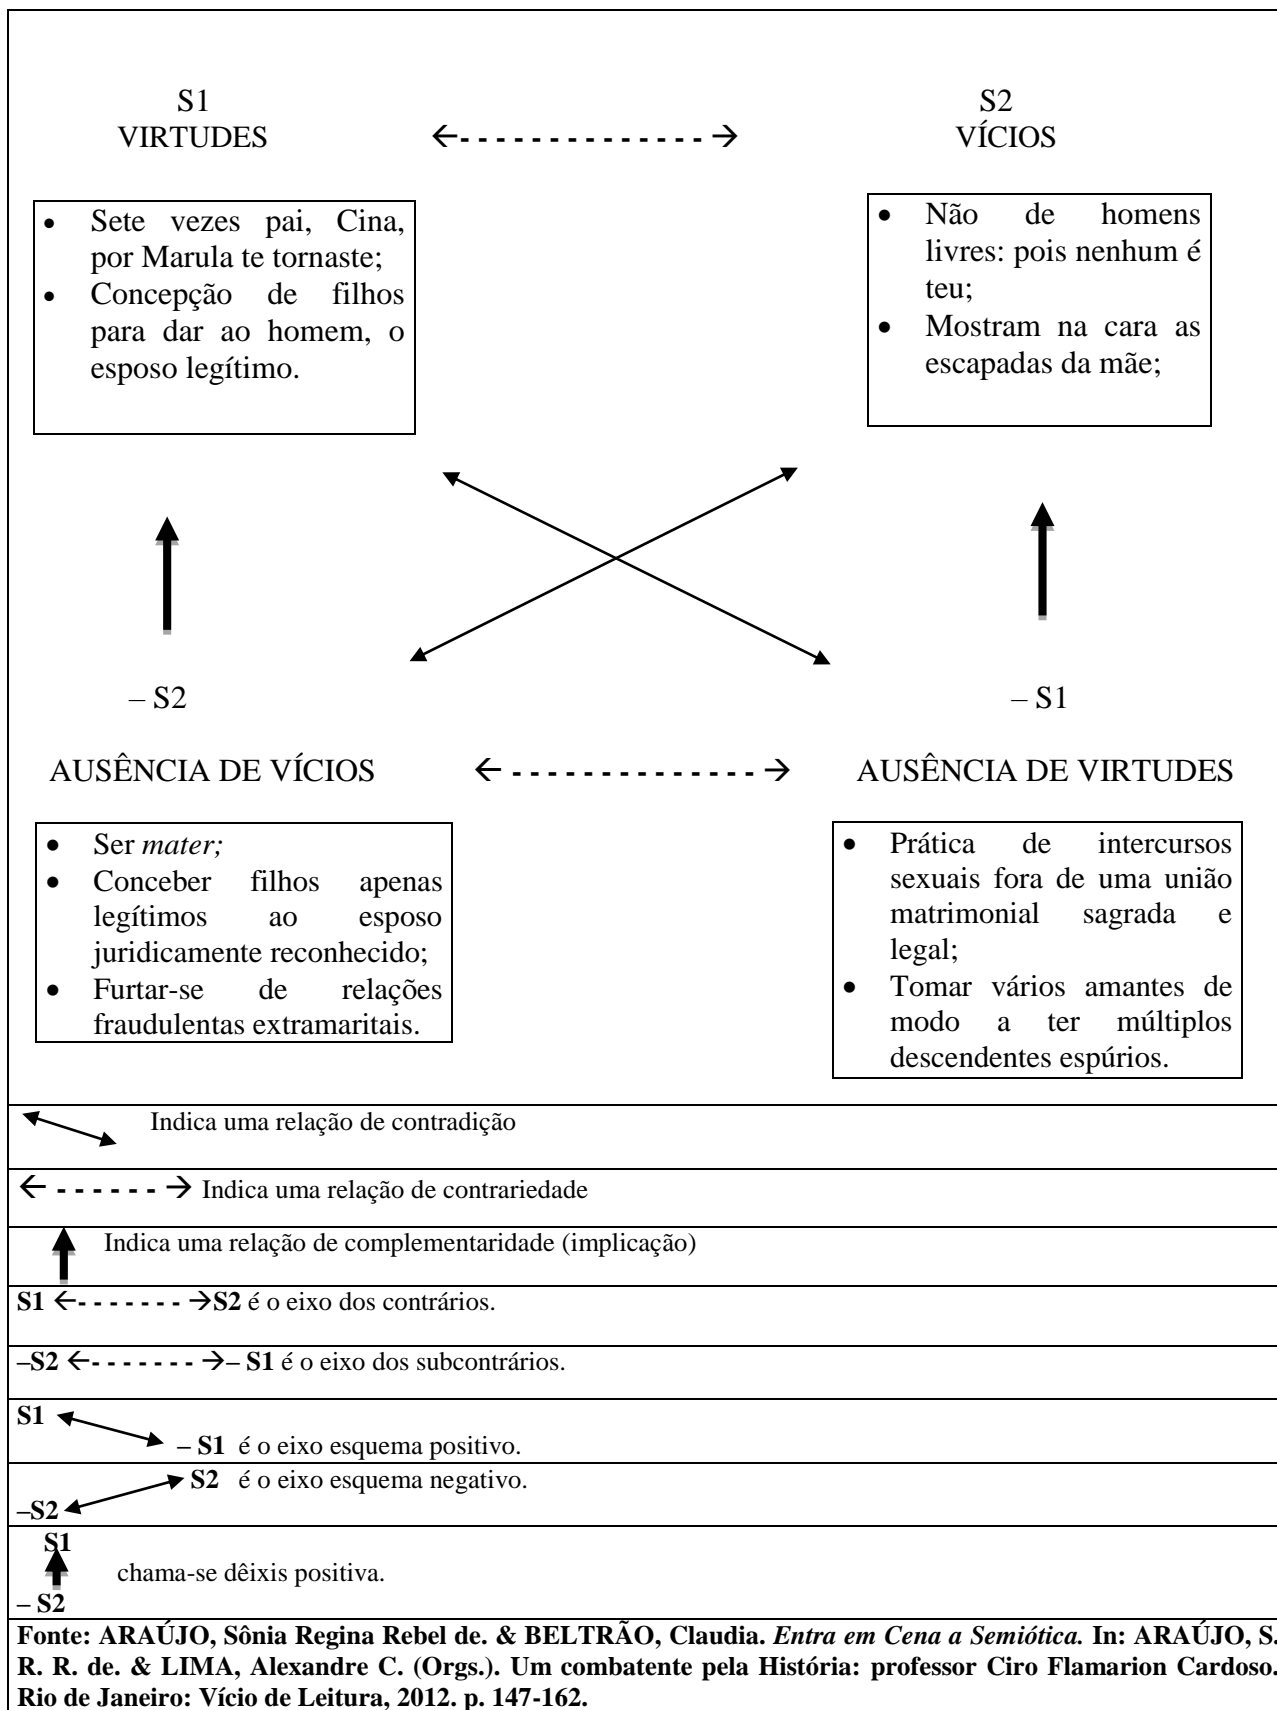 S1
VIRTUDES
S2
VÍCIOS
• Sete vezes pai, Cina,
por Marula te tornaste;
• Concepção de filhos
para dar ao homem, o
esposo legítimo.
• Não de homens
livres: pois nenhum é
teu;
• Mostram na cara as
escapadas da mãe;
– S2
– S1
AUSÊNCIA DE VÍCIOS
AUSÊNCIA DE VIRTUDES
• Ser mater;
• Conceber filhos apenas
legítimos ao esposo
juridicamente reconhecido;
• Furtar-se de relações
fraudulentas extramaritais.
• Prática de intercursos
sexuais fora de uma união
matrimonial sagrada e
legal;
• Tomar vários amantes de
modo a ter múltiplos
descendentes espúrios.
Indica uma relação de contradição
Indica uma relação de contrariedade
Indica uma relação de complementaridade (implicação)
S1 ←- - - - - - - →S2 é o eixo dos contrários.
–S2 ←- - - - - - - →– S1 é o eixo dos subcontrários.
S1
– S1 é o eixo esquema positivo.
S2 é o eixo esquema negativo.
–S2
S1
chama-se dêixis positiva.
– S2
Fonte: ARAÚJO, Sônia Regina Rebel de. & BELTRÃO, Claudia. Entra em Cena a Semiótica. In: ARAÚJO, S.
R. R. de. & LIMA, Alexandre C. (Orgs.). Um combatente pela História: professor Ciro Flamarion Cardoso.
Rio de Janeiro: Vício de Leitura, 2012. p. 147-162.